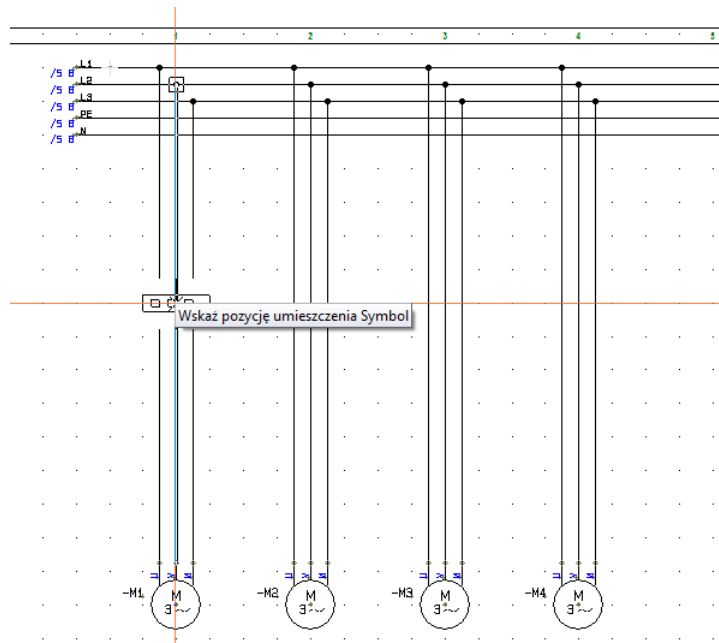 1 2 3 4 5
L1
/5 8
L2
/5 8
L3
/5 8
PE
/5 8
N
/5 8
Wskaż pozycję umieszczenia Symbol
-M1 M 3~
-M2 M 3~
-M3 M 3~
-M4 M 3~